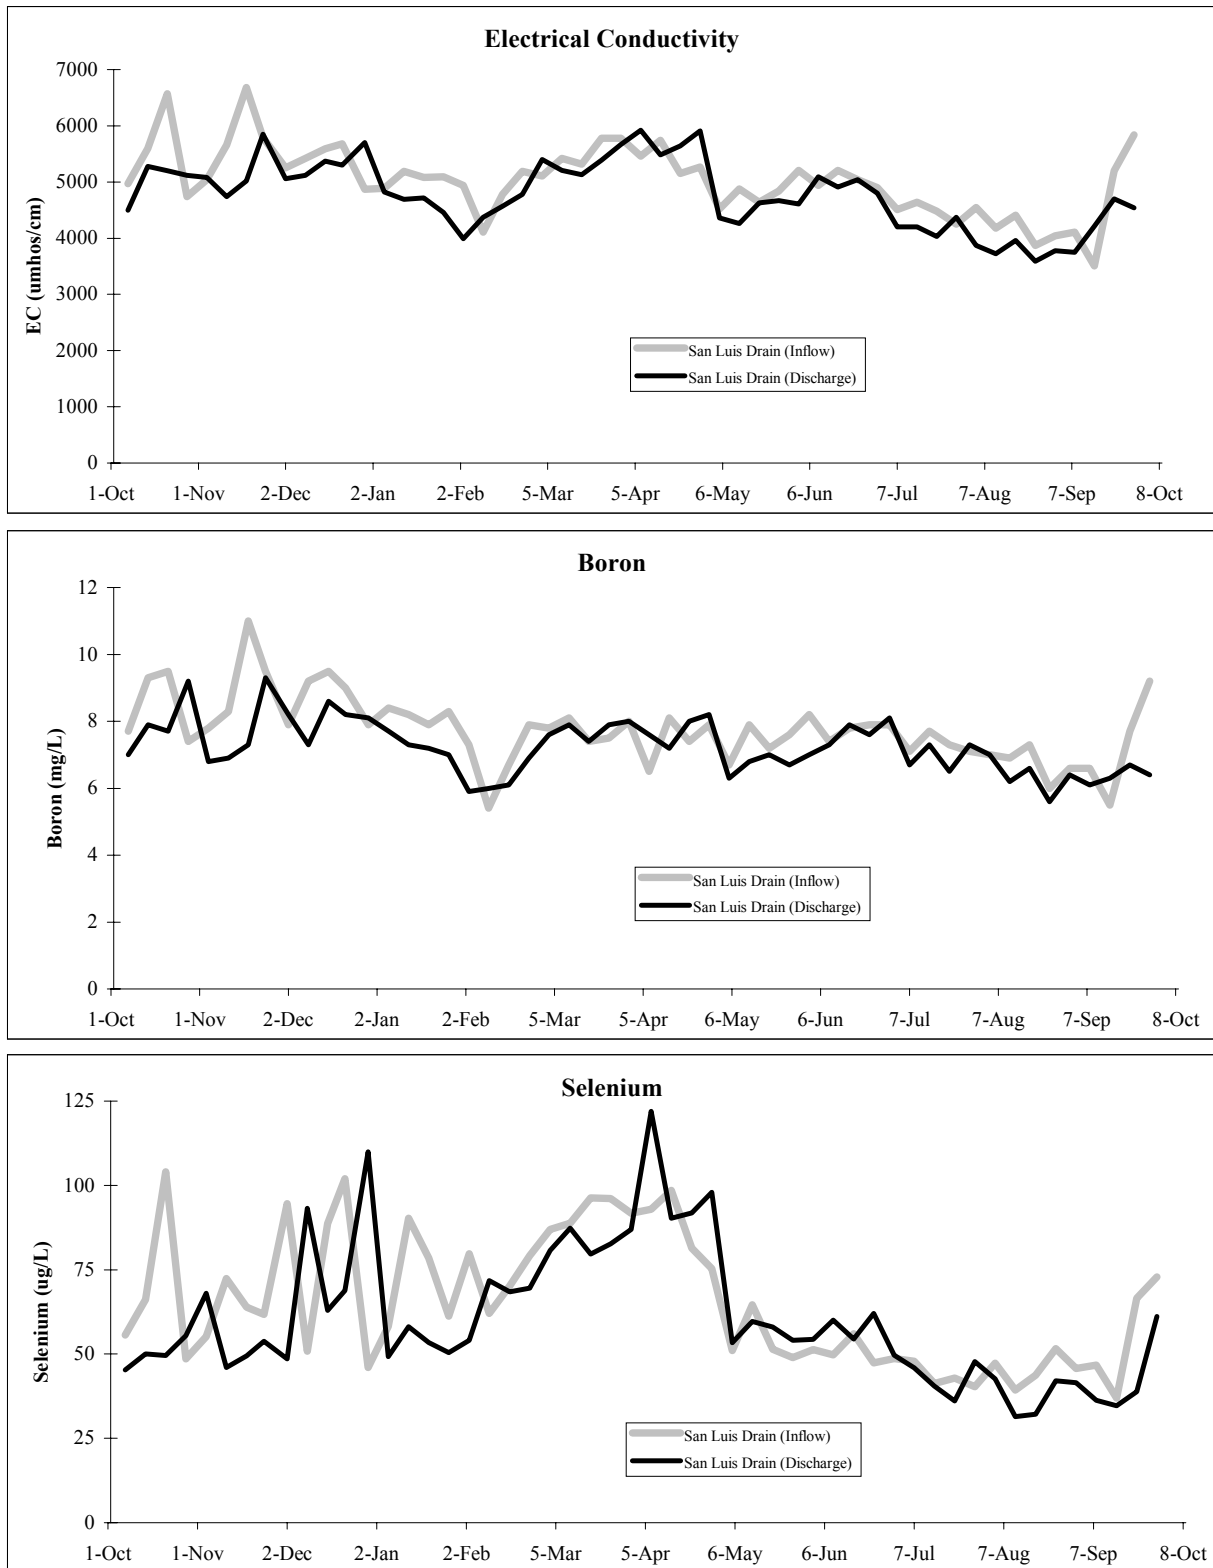 Electrical Conductivity
7000
6000
5000
4000
3000
2000
1000
0
EC (umhos/cm)
San Luis Drain (Inflow)
San Luis Drain (Discharge)
1-Oct 1-Nov 2-Dec 2-Jan 2-Feb 5-Mar 5-Apr 6-May 6-Jun 7-Jul 7-Aug 7-Sep 8-Oct
Boron
12
10
8
6
4
2
0
Boron (mg/L)
San Luis Drain (Inflow)
San Luis Drain (Discharge)
1-Oct 1-Nov 2-Dec 2-Jan 2-Feb 5-Mar 5-Apr 6-May 6-Jun 7-Jul 7-Aug 7-Sep 8-Oct
Selenium
125
100
75
50
25
0
Selenium (ug/L)
San Luis Drain (Inflow)
San Luis Drain (Discharge)
1-Oct 1-Nov 2-Dec 2-Jan 2-Feb 5-Mar 5-Apr 6-May 6-Jun 7-Jul 7-Aug 7-Sep 8-Oct